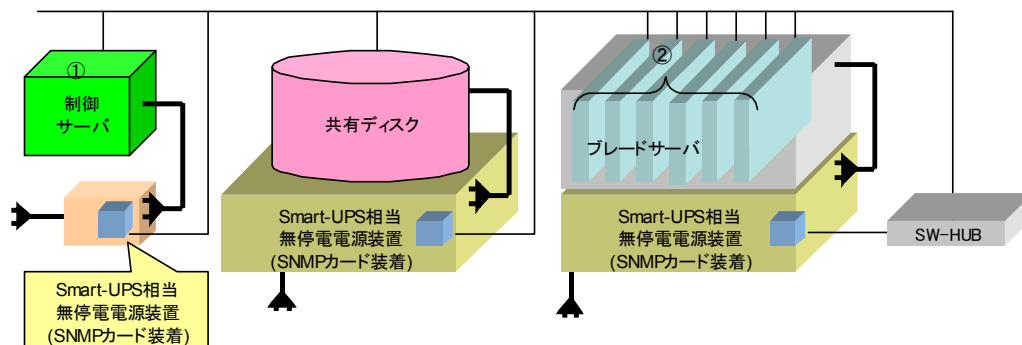 ①
制御
サーバ
共有ディスク
②
ブレードサーバ
Smart-UPS相当
無停電電源装置
(SNMPカード装着)
Smart-UPS相当
無停電電源装置
(SNMPカード装着)
SW-HUB
Smart-UPS相当
無停電電源装置
(SNMPカード装着)